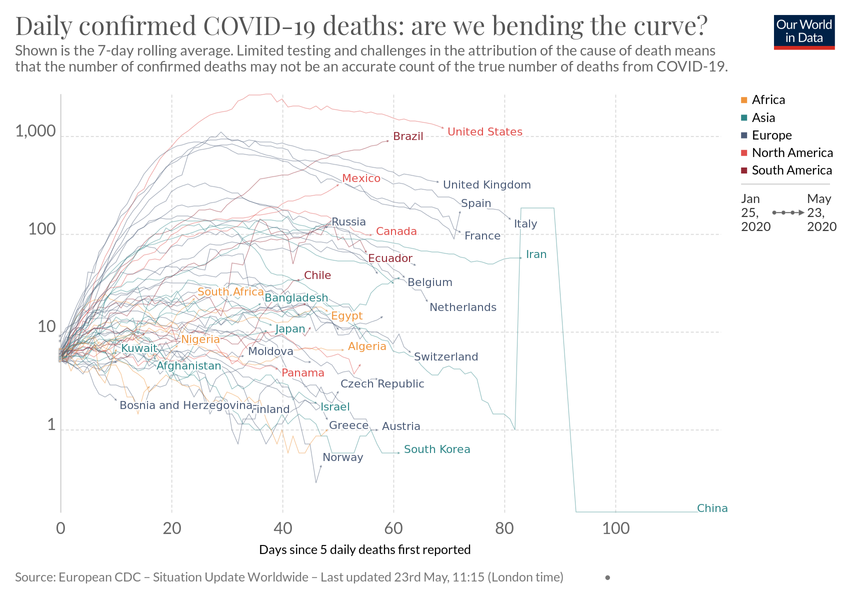 Daily confirmed COVID-19 deaths: are we bending the curve?
Shown is the 7-day rolling average. Limited testing and challenges in the attribution of the cause of death means
that the number of confirmed deaths may not be an accurate count of the true number of deaths from COVID-19.
Our World
in Data
Africa
Asia
Europe
North America
South America
Jan
25,
2020
May
23,
2020
1,000
100
10
1
United States
Brazil
Mexico
United Kingdom
Spain
Italy
Russia
Canada
France
Iran
Ecuador
Chile
Belgium
South Africa
Bangladesh
Netherlands
Egypt
Japan
Nigeria
Kuwait
Moldova
Algeria
Switzerland
Afghanistan
Panama
Czech Republic
Bosnia and Herzegovina
Finland
Israel
Greece
Austria
South Korea
Norway
China
0
20
40
60
80
100
Days since 5 daily deaths first reported
Source: European CDC – Situation Update Worldwide – Last updated 23rd May, 11:15 (London time)